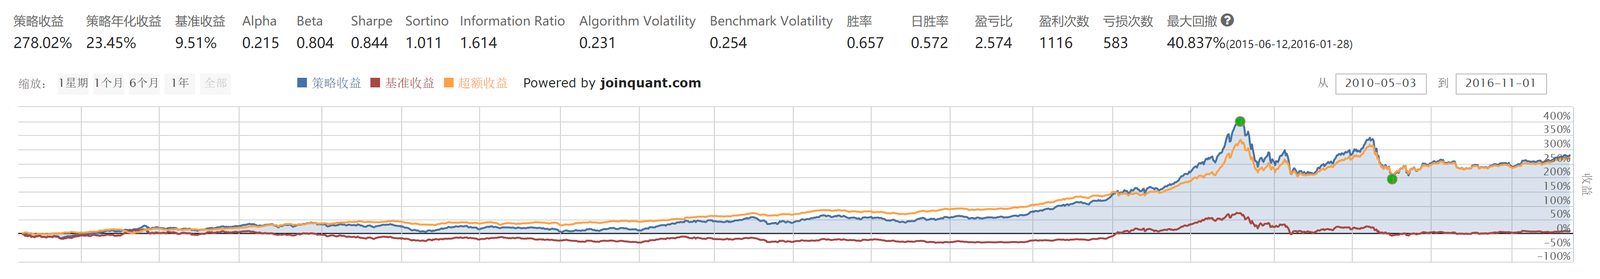 策略收益 策略年化收益 基准收益 Alpha Beta Sharpe Sortino Information Ratio Algorithm Volatility Benchmark Volatility 胜率 日胜率 盈亏比 盈利次数 亏损次数 最大回撤 ?
278.02% 23.45% 9.51% 0.215 0.804 0.844 1.011 1.614 0.231 0.254 0.657 0.572 2.574 1116 583 40.837%(2015-06-12,2016-01-28)
缩放: 1星期 1个月 6个月 1年 全部 策略收益 基准收益 超额收益 Powered by joinquant.com 从 2010-05-03 到 2016-11-01
400%
350%
300%
250%
200%
150%
100%
50%
0%
-50%
-100%
收益